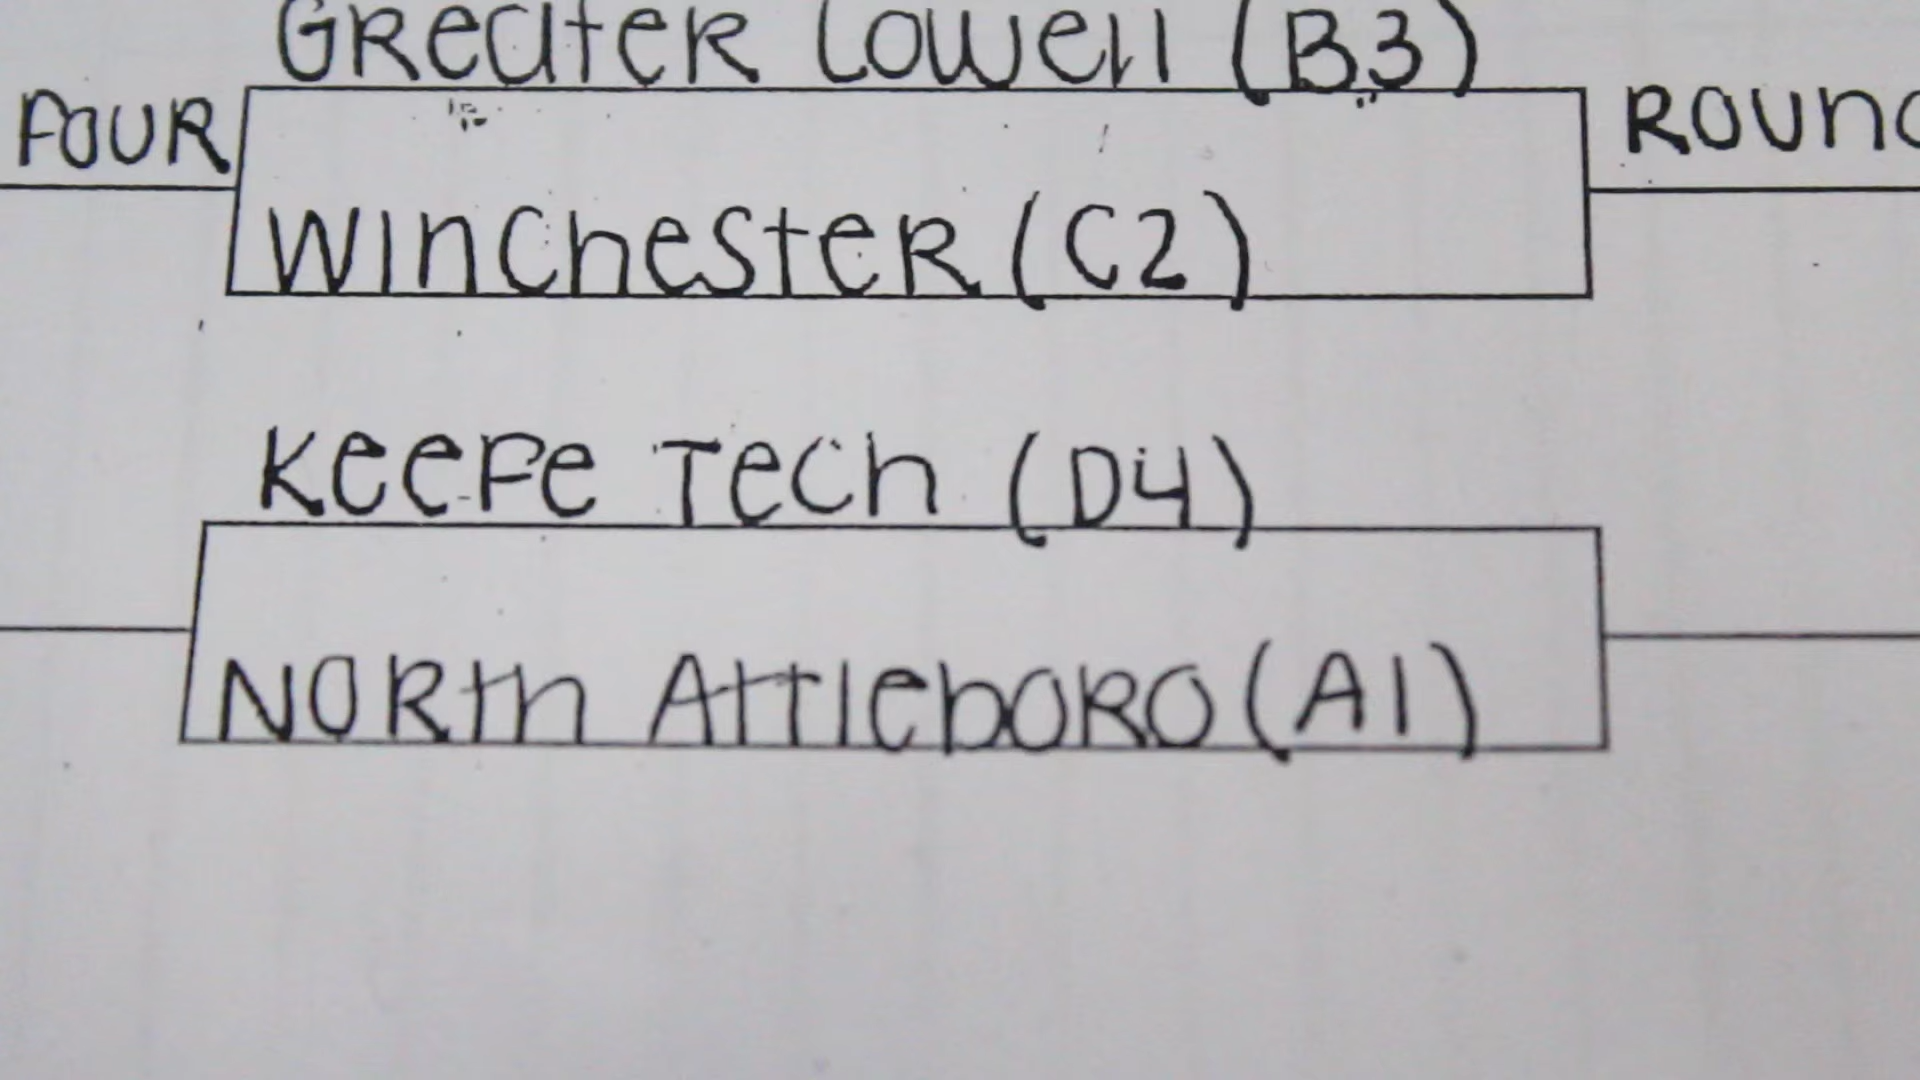 GReater Lowell (B3)
FOUR
ROUND
WinChesteR (C2)
KeeFe Tech (D4)
NORth AttleboRO (A1)